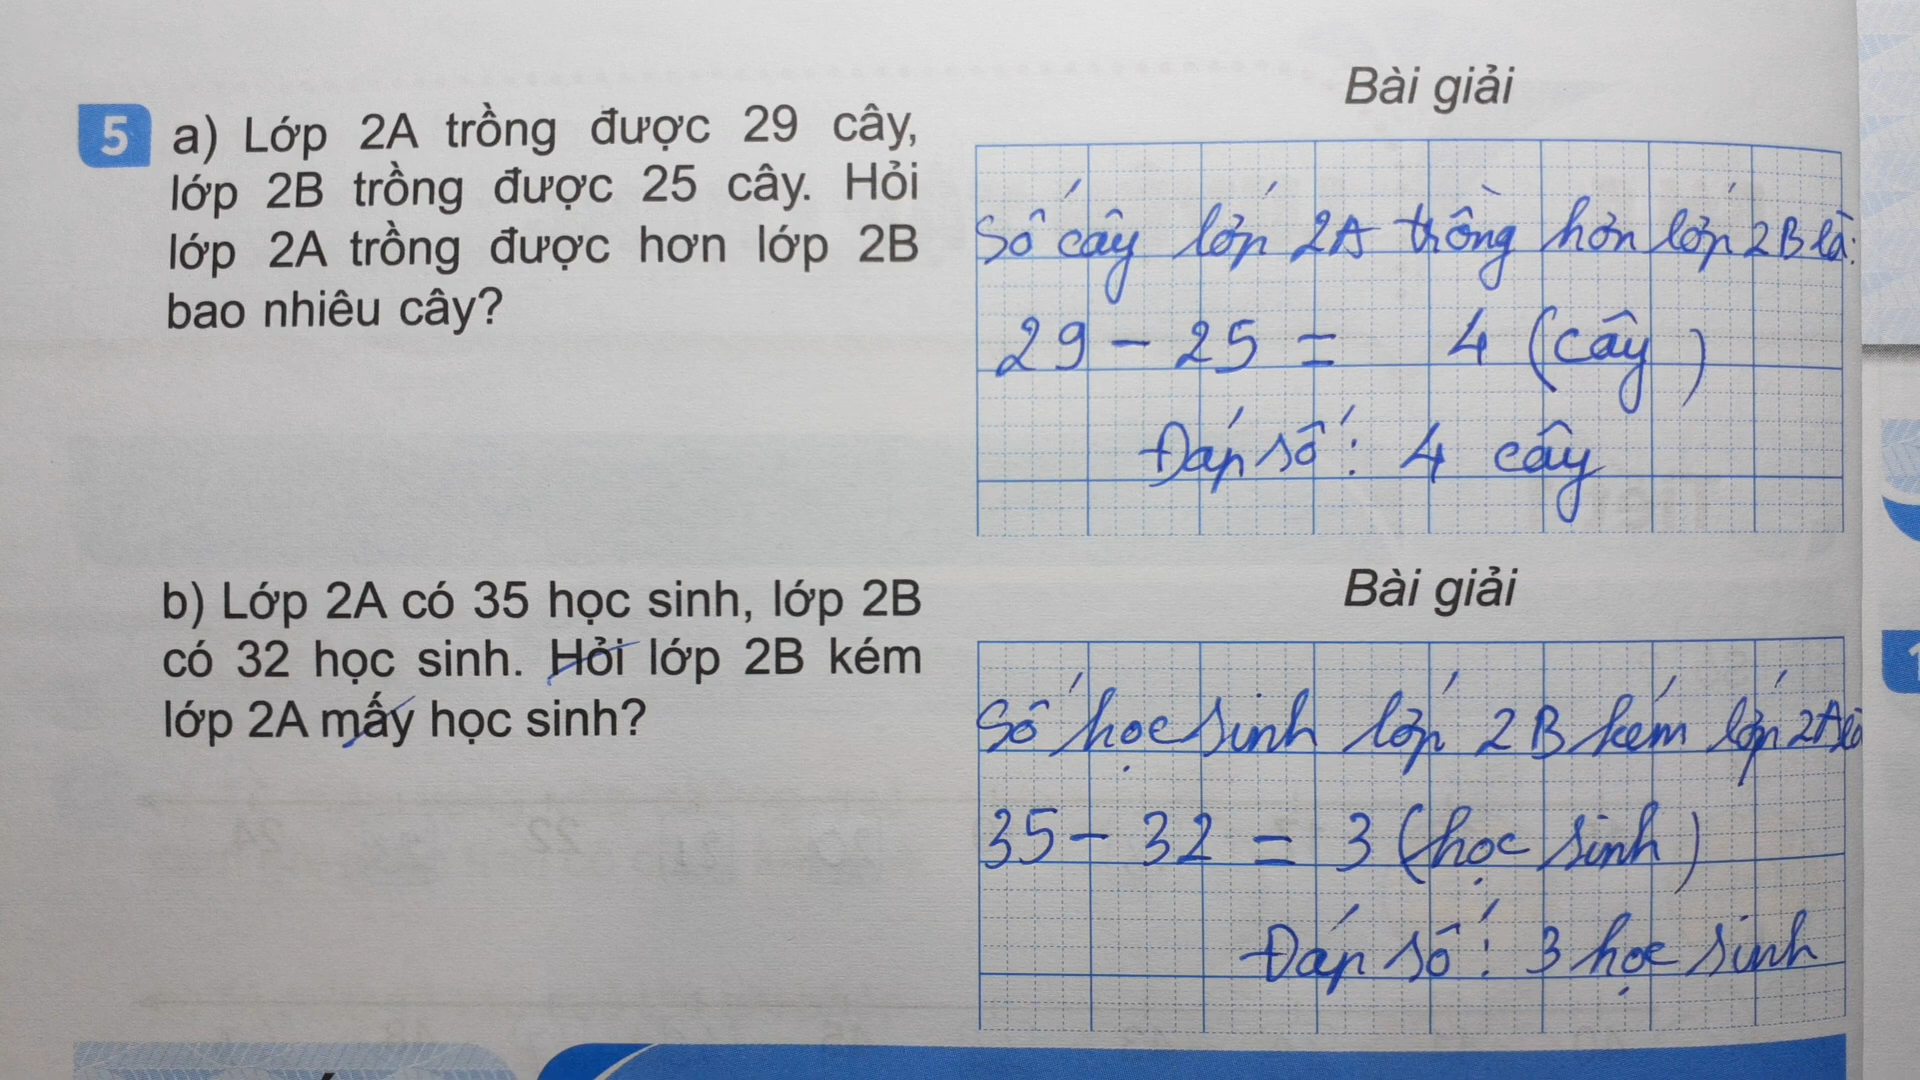 5 a) Lớp 2A trồng được 29 cây,
lớp 2B trồng được 25 cây. Hỏi
lớp 2A trồng được hơn lớp 2B
bao nhiêu cây?
Bài giải
Số cây lớp 2A trồng hơn lớp 2B là:
29 - 25 = 4 (cây)
Đáp số: 4 cây
b) Lớp 2A có 35 học sinh, lớp 2B
có 32 học sinh. Hỏi lớp 2B kém
lớp 2A mấy học sinh?
Bài giải
Số học sinh lớp 2B kém lớp 2A là
35 - 32 = 3 (học sinh)
Đáp số: 3 học sinh